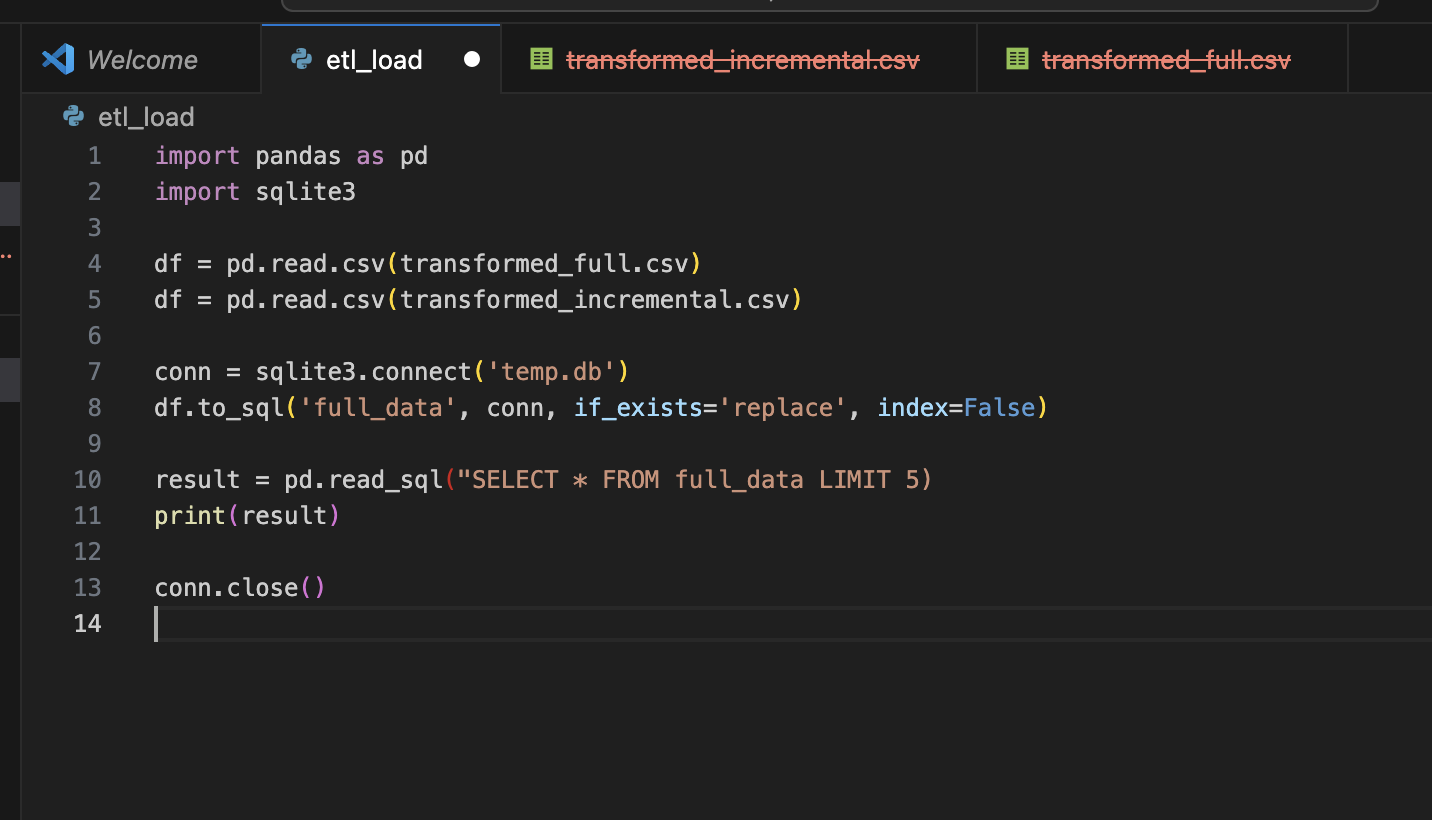 Welcome
etl_load
transformed_incremental.csv
transformed_full.csv
etl_load
1 import pandas as pd
2 import sqlite3
3
4 df = pd.read.csv(transformed_full.csv)
5 df = pd.read.csv(transformed_incremental.csv)
6
7 conn = sqlite3.connect('temp.db')
8 df.to_sql('full_data', conn, if_exists='replace', index=False)
9
10 result = pd.read_sql("SELECT * FROM full_data LIMIT 5)
11 print(result)
12
13 conn.close()
14